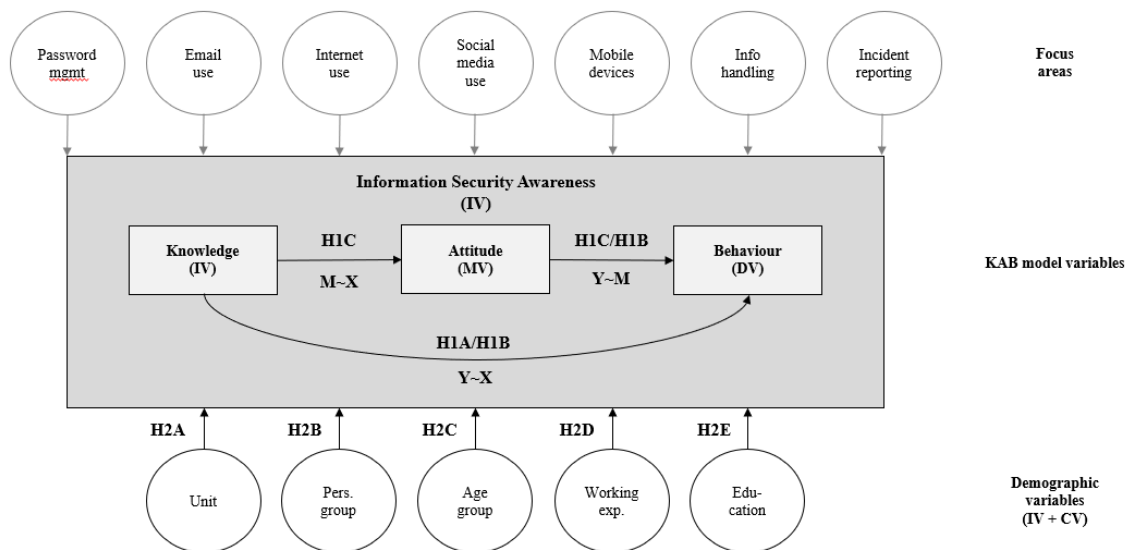 Password
mgmt
Email
use
Internet
use
Social
media
use
Mobile
devices
Info
handling
Incident
reporting
Focus
areas
Information Security Awareness
(IV)
Knowledge
(IV)
H1C
M~X
Attitude
(MV)
H1C/H1B
Y~M
Behaviour
(DV)
KAB model variables
H1A/H1B
Y~X
H2A
H2B
H2C
H2D
H2E
Unit
Pers.
group
Age
group
Working
exp.
Edu-
cation
Demographic
variables
(IV + CV)